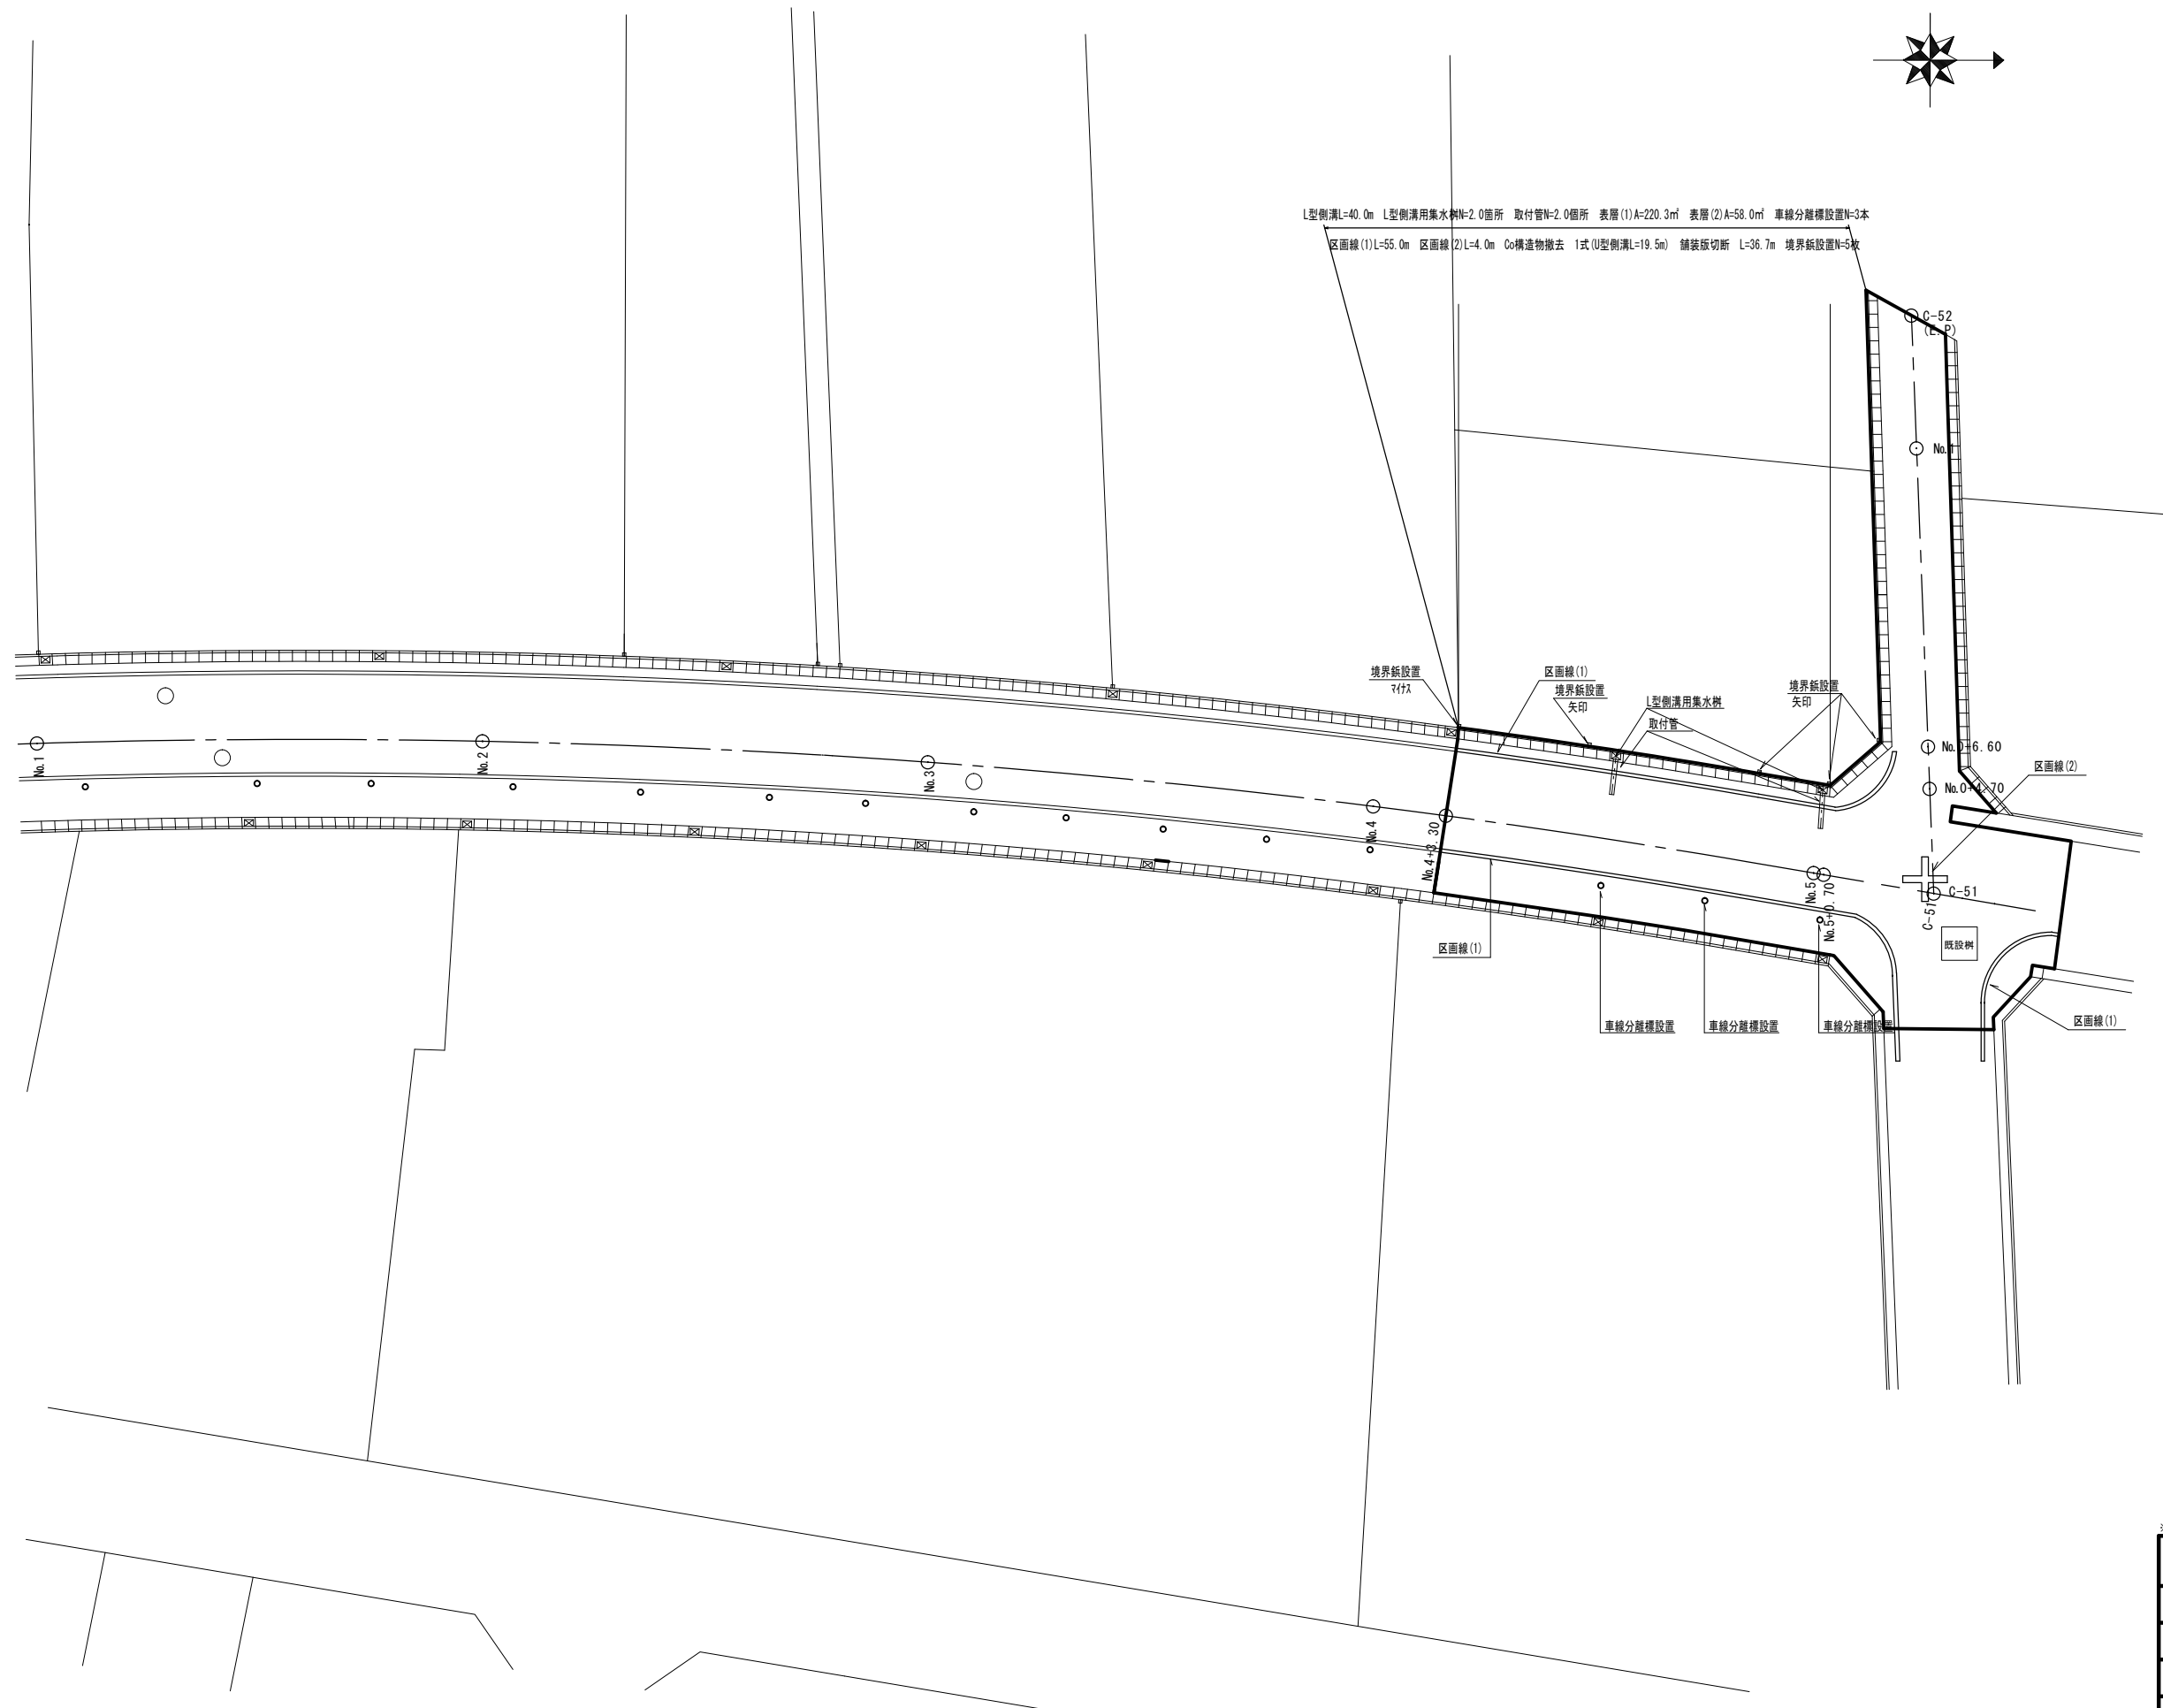 L型側溝L=40.0m L型側溝用集水桝N=2.0箇所 取付管N=2.0個所 表層(1)A=220.3㎡ 表層(2)A=58.0㎡ 車線分離標設置N=3本
区画線(1)L=55.0m 区画線(2)L=4.0m Co構造物撤去 1式(U型側溝L=19.5m) 舗装版切断 L=36.7m 境界鋲設置N=5枚
C-52
(E.P)
No.1
境界鋲設置
マイナス
区画線(1)
境界鋲設置
矢印
L型側溝用集水桝
取付管
境界鋲設置
矢印
No.0+6.60
区画線(2)
No.0+4.70
No.1
No.2
No.3
No.4
No.4+3.30
No.5
No.5+0.70
C-51
C-51
既設桝
区画線(1)
車線分離標設置
車線分離標設置
車線分離標設置
区画線(1)